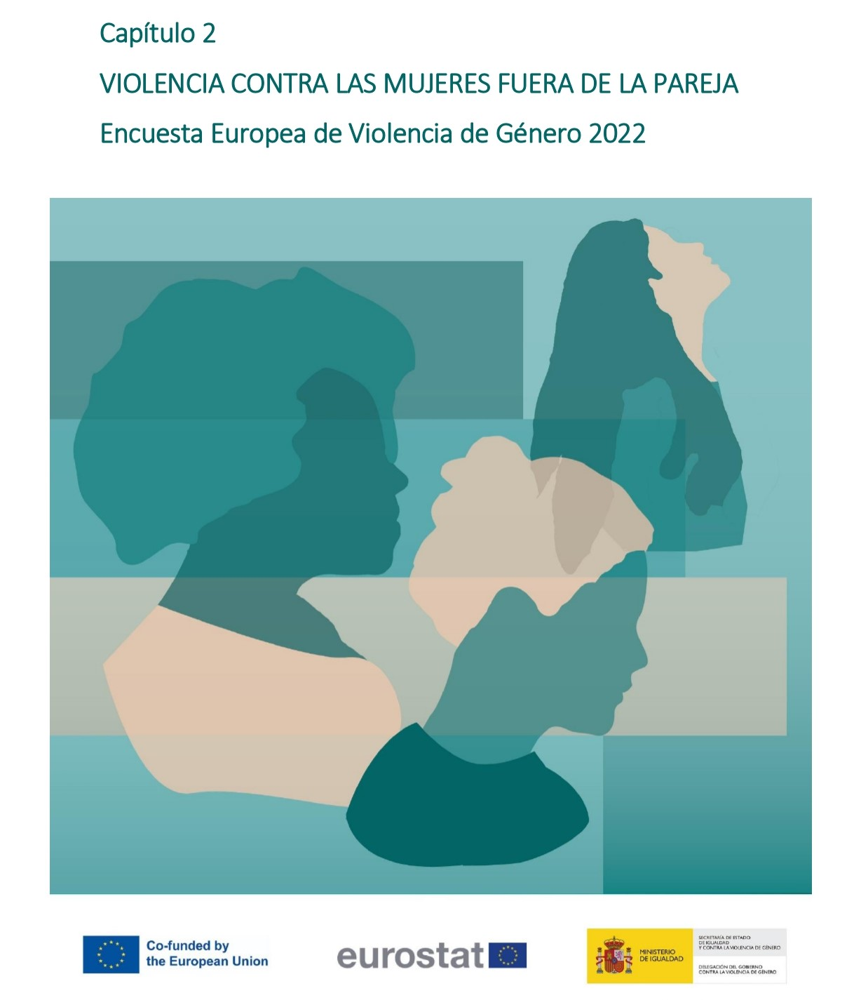 Capítulo 2
VIOLENCIA CONTRA LAS MUJERES FUERA DE LA PAREJA
Encuesta Europea de Violencia de Género 2022
Co-funded by
the European Union
eurostat
MINISTERIO
DE IGUALDAD
SECRETARÍA DE ESTADO
DE IGUALDAD
Y CONTRA LA VIOLENCIA DE GÉNERO
DELEGACIÓN DEL GOBIERNO
CONTRA LA VIOLENCIA DE GÉNERO